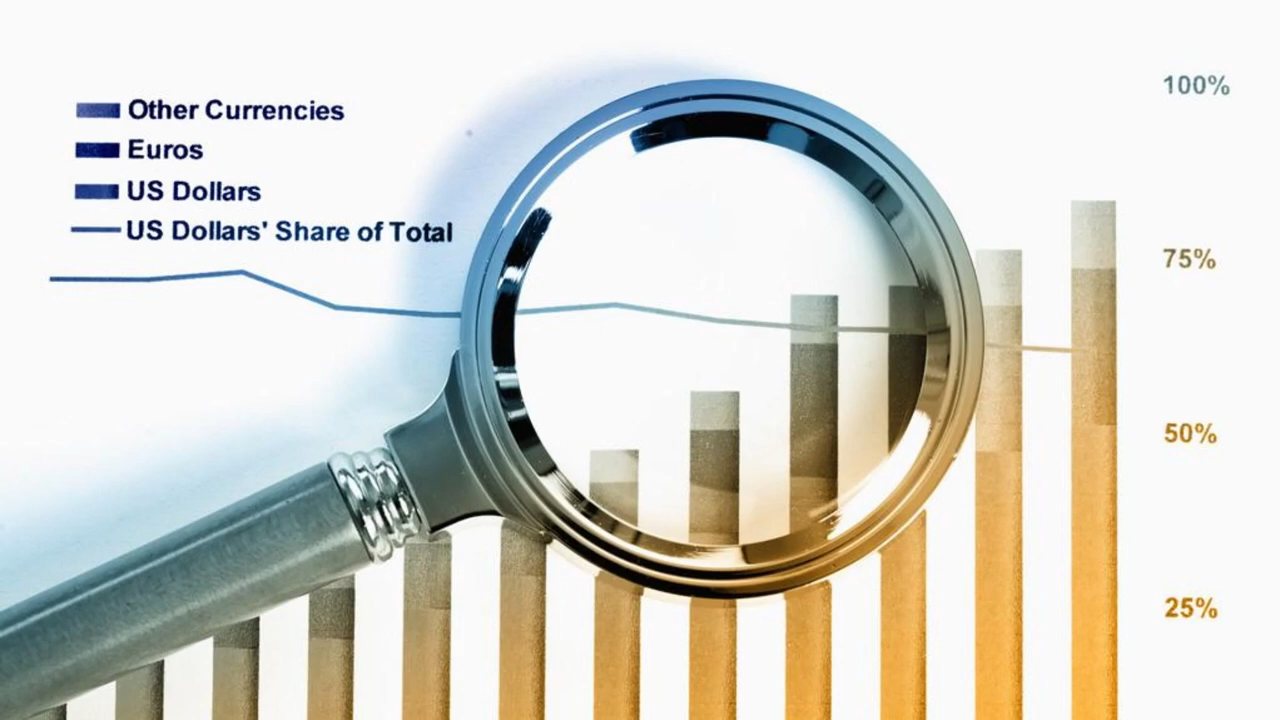 Other Currencies
Euros
US Dollars
US Dollars' Share of Total
100%
75%
50%
25%